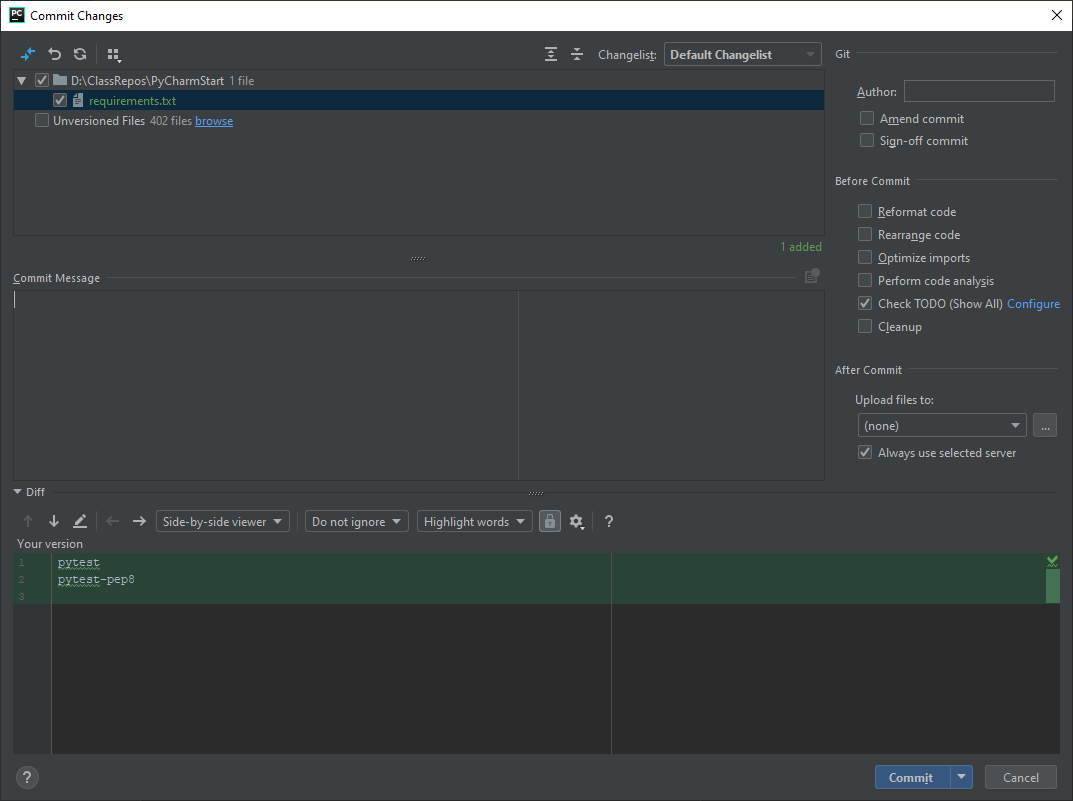 PC Commit Changes
Changelist: Default Changelist
D:\ClassRepos\PyCharmStart 1 file
requirements.txt
Unversioned Files 402 files browse
1 added
Commit Message
Git
Author:
Amend commit
Sign-off commit
Before Commit
Reformat code
Rearrange code
Optimize imports
Perform code analysis
Check TODO (Show All) Configure
Cleanup
After Commit
Upload files to:
(none) ...
Always use selected server
Diff
Side-by-side viewer Do not ignore Highlight words ?
Your version
1 pytest
2 pytest-pep8
3
? Commit Cancel